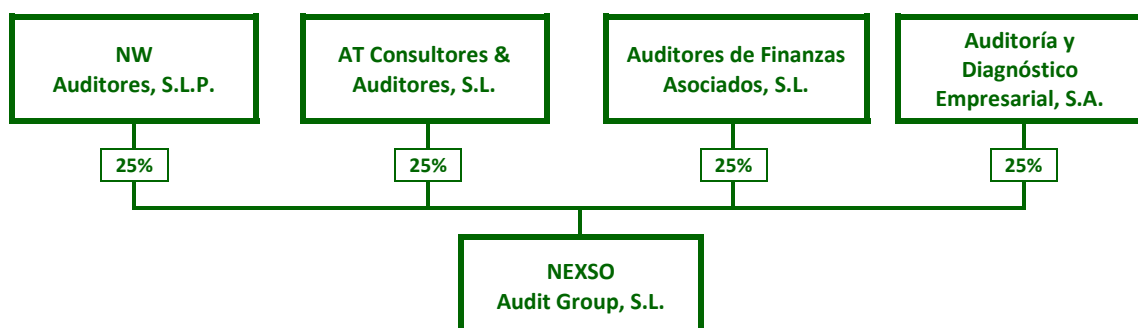 NW
Auditores, S.L.P.
AT Consultores &
Auditores, S.L.
Auditores de Finanzas
Asociados, S.L.
Auditoría y
Diagnóstico
Empresarial, S.A.
25%
25%
25%
25%
NEXSO
Audit Group, S.L.